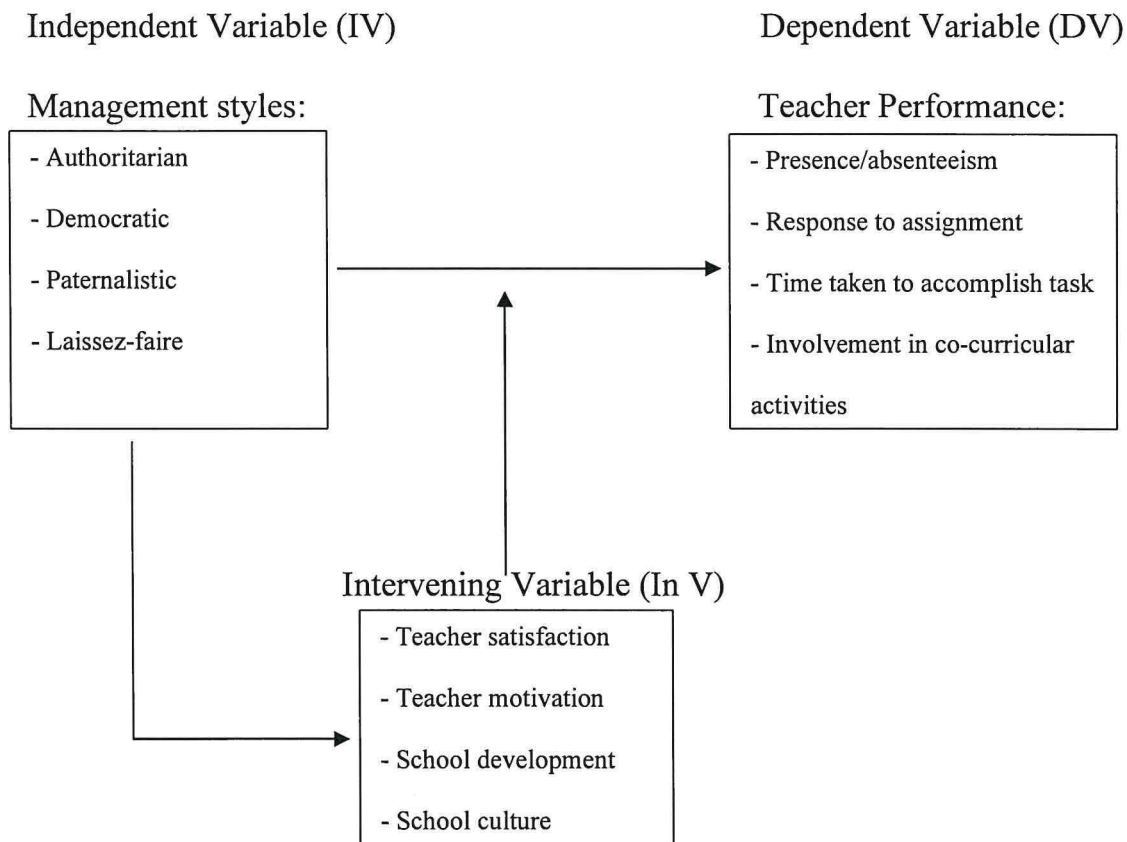 Independent Variable (IV)
Dependent Variable (DV)
Management styles:
- Authoritarian
- Democratic
- Paternalistic
- Laissez-faire
Teacher Performance:
- Presence/absenteeism
- Response to assignment
- Time taken to accomplish task
- Involvement in co-curricular
activities
Intervening Variable (In V)
- Teacher satisfaction
- Teacher motivation
- School development
- School culture